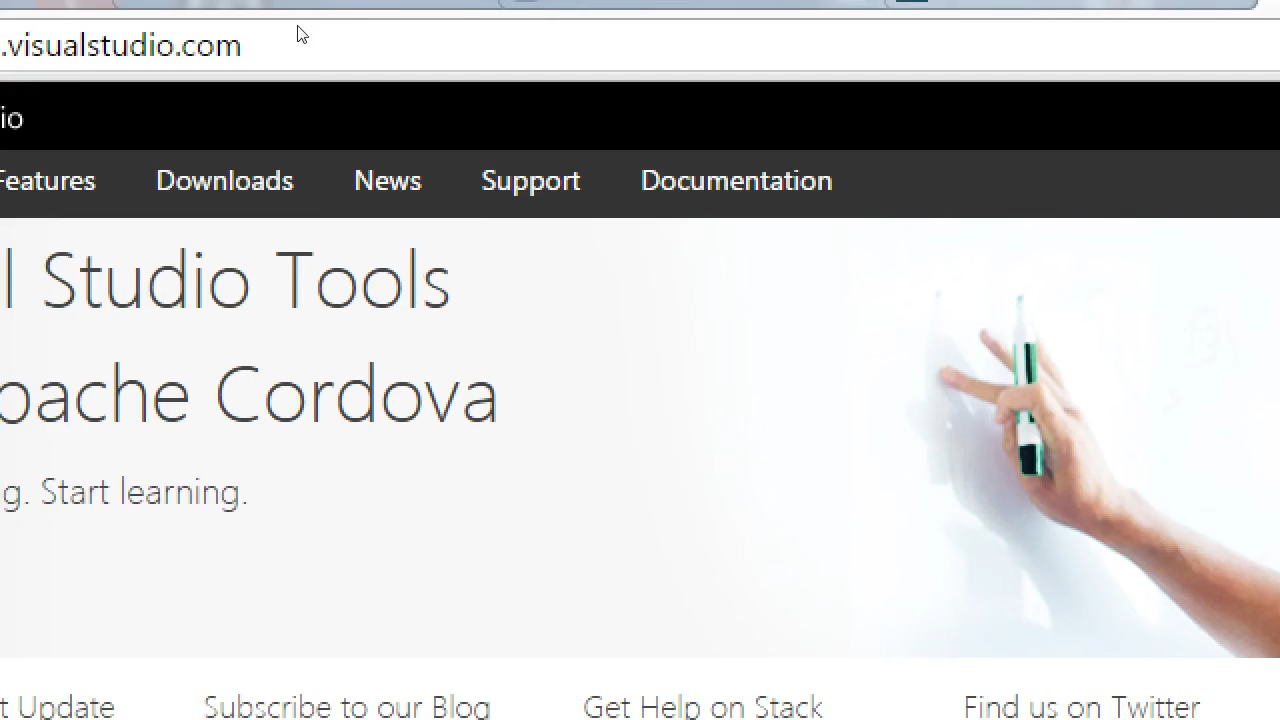 .visualstudio.com
io
Features Downloads News Support Documentation
l Studio Tools
pache Cordova
g. Start learning.
t Update Subscribe to our Blog Get Help on Stack Find us on Twitter